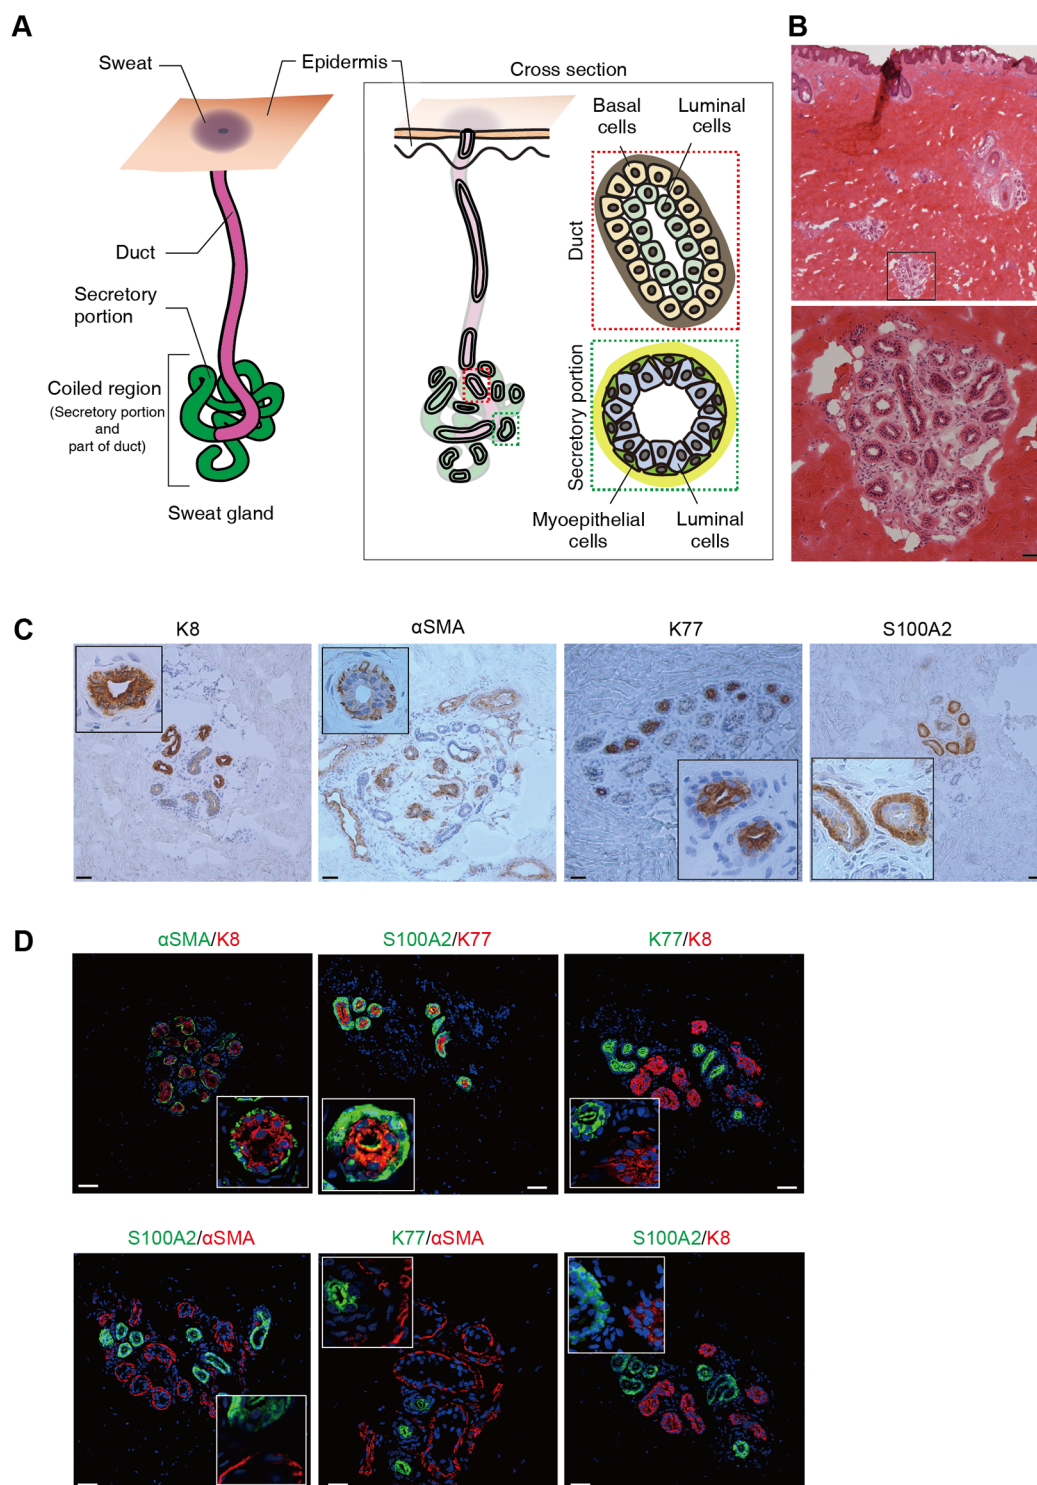 A
Sweat
Epidermis
Duct
Secretory
portion
Coiled region
(Secretory portion
and
part of duct)
Sweat gland
Cross section
Basal
cells
Luminal
cells
Duct
Secretory portion
Myoepithelial
cells
Luminal
cells
B
C
K8
αSMA
K77
S100A2
D
αSMA/K8
S100A2/K77
K77/K8
S100A2/αSMA
K77/αSMA
S100A2/K8